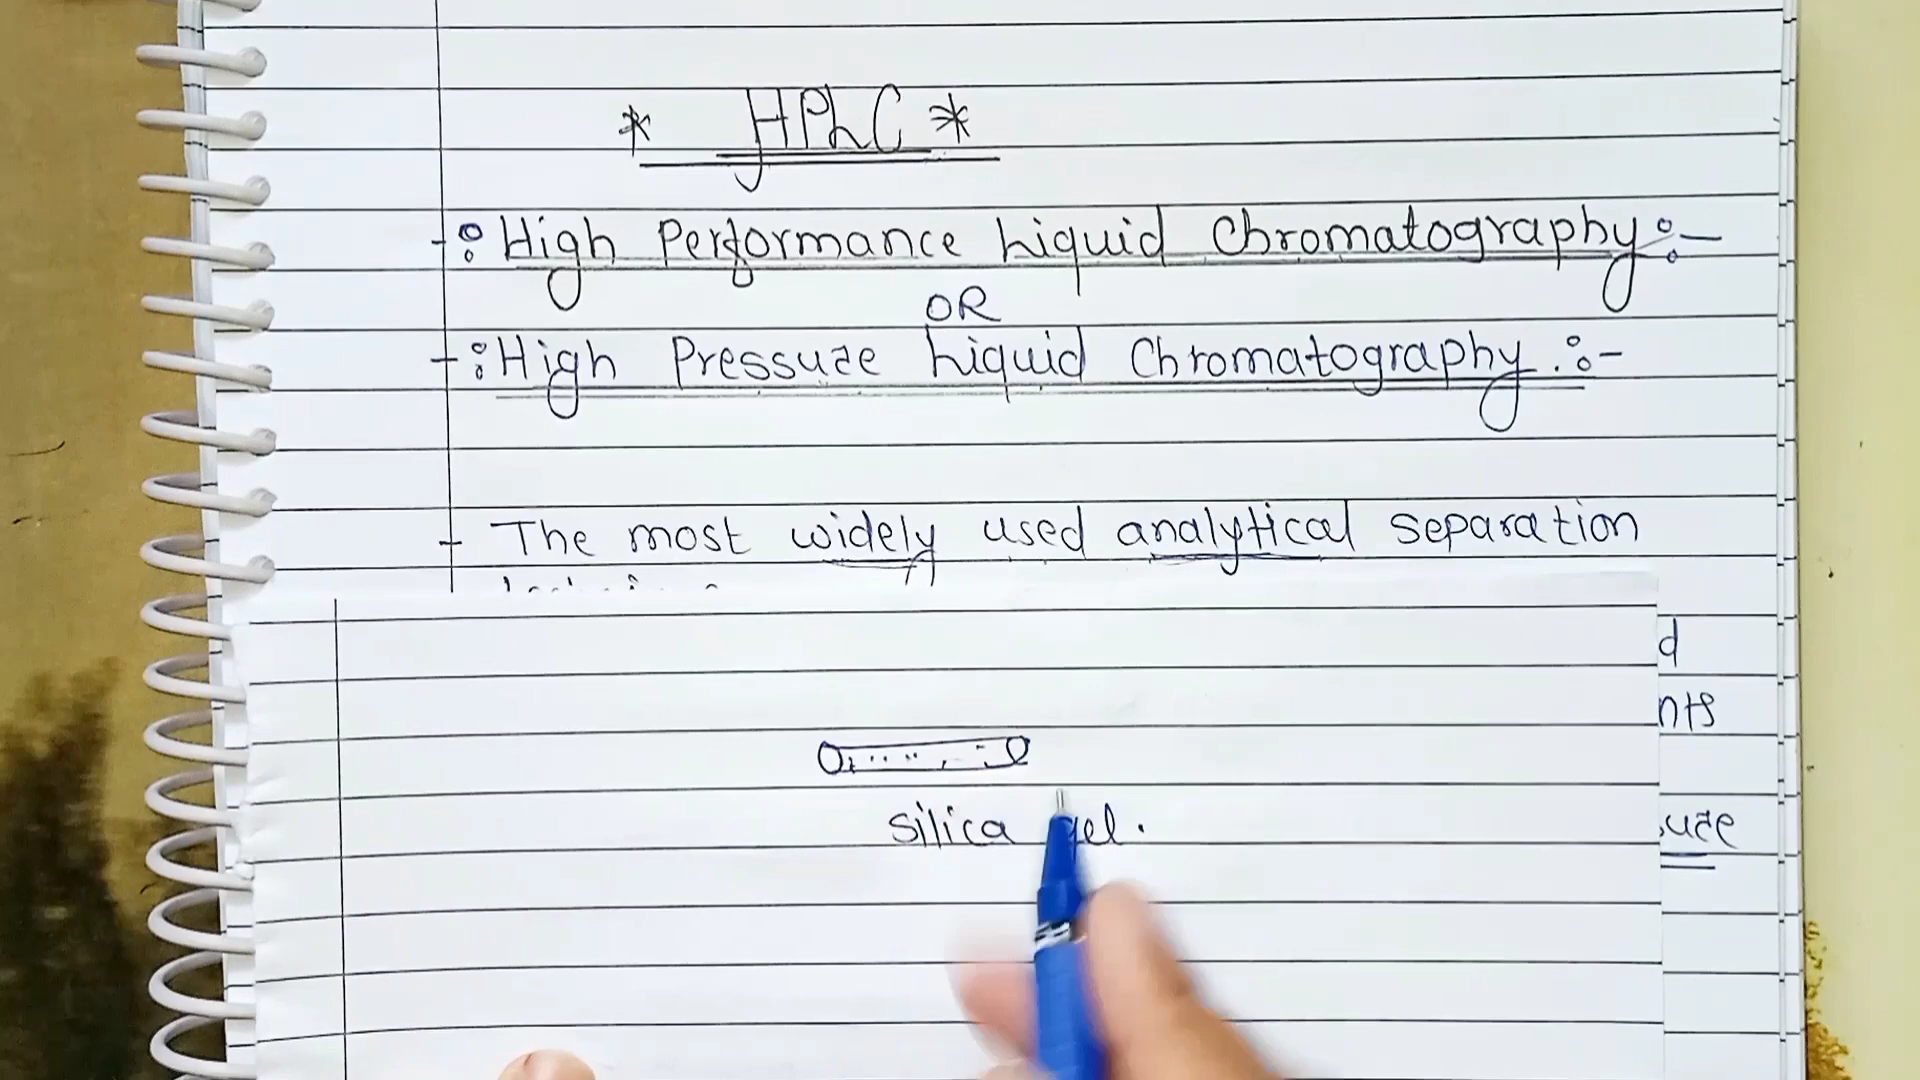 * HPLC *
-: High Performance Liquid Chromatography :-
OR
-: High Pressure Liquid Chromatography. :-
- The most widely used analytical separation
d
nts
silica gel.
ure